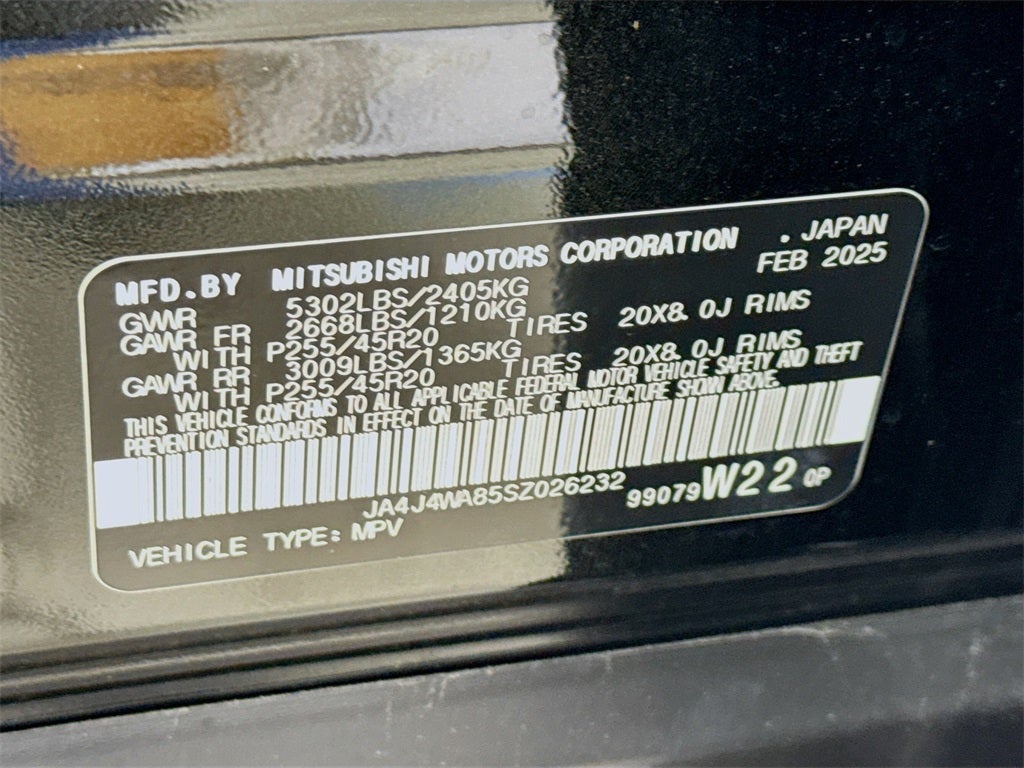 MFD.BY MITSUBISHI MOTORS CORPORATION . JAPAN
FEB 2025
GVWR 5302LBS/2405KG
GAWR FR 2668LBS/1210KG
WITH P255/45R20 TIRES 20X8.0J RIMS
GAWR RR 3009LBS/1365KG
WITH P255/45R20 TIRES 20X8.0J RIMS
THIS VEHICLE CONFORMS TO ALL APPLICABLE FEDERAL MOTOR VEHICLE SAFETY AND THEFT
PREVENTION STANDARDS IN EFFECT ON THE DATE OF MANUFACTURE SHOWN ABOVE.
JA4J4WA85SZ026232 99079W22 0P
VEHICLE TYPE: MPV